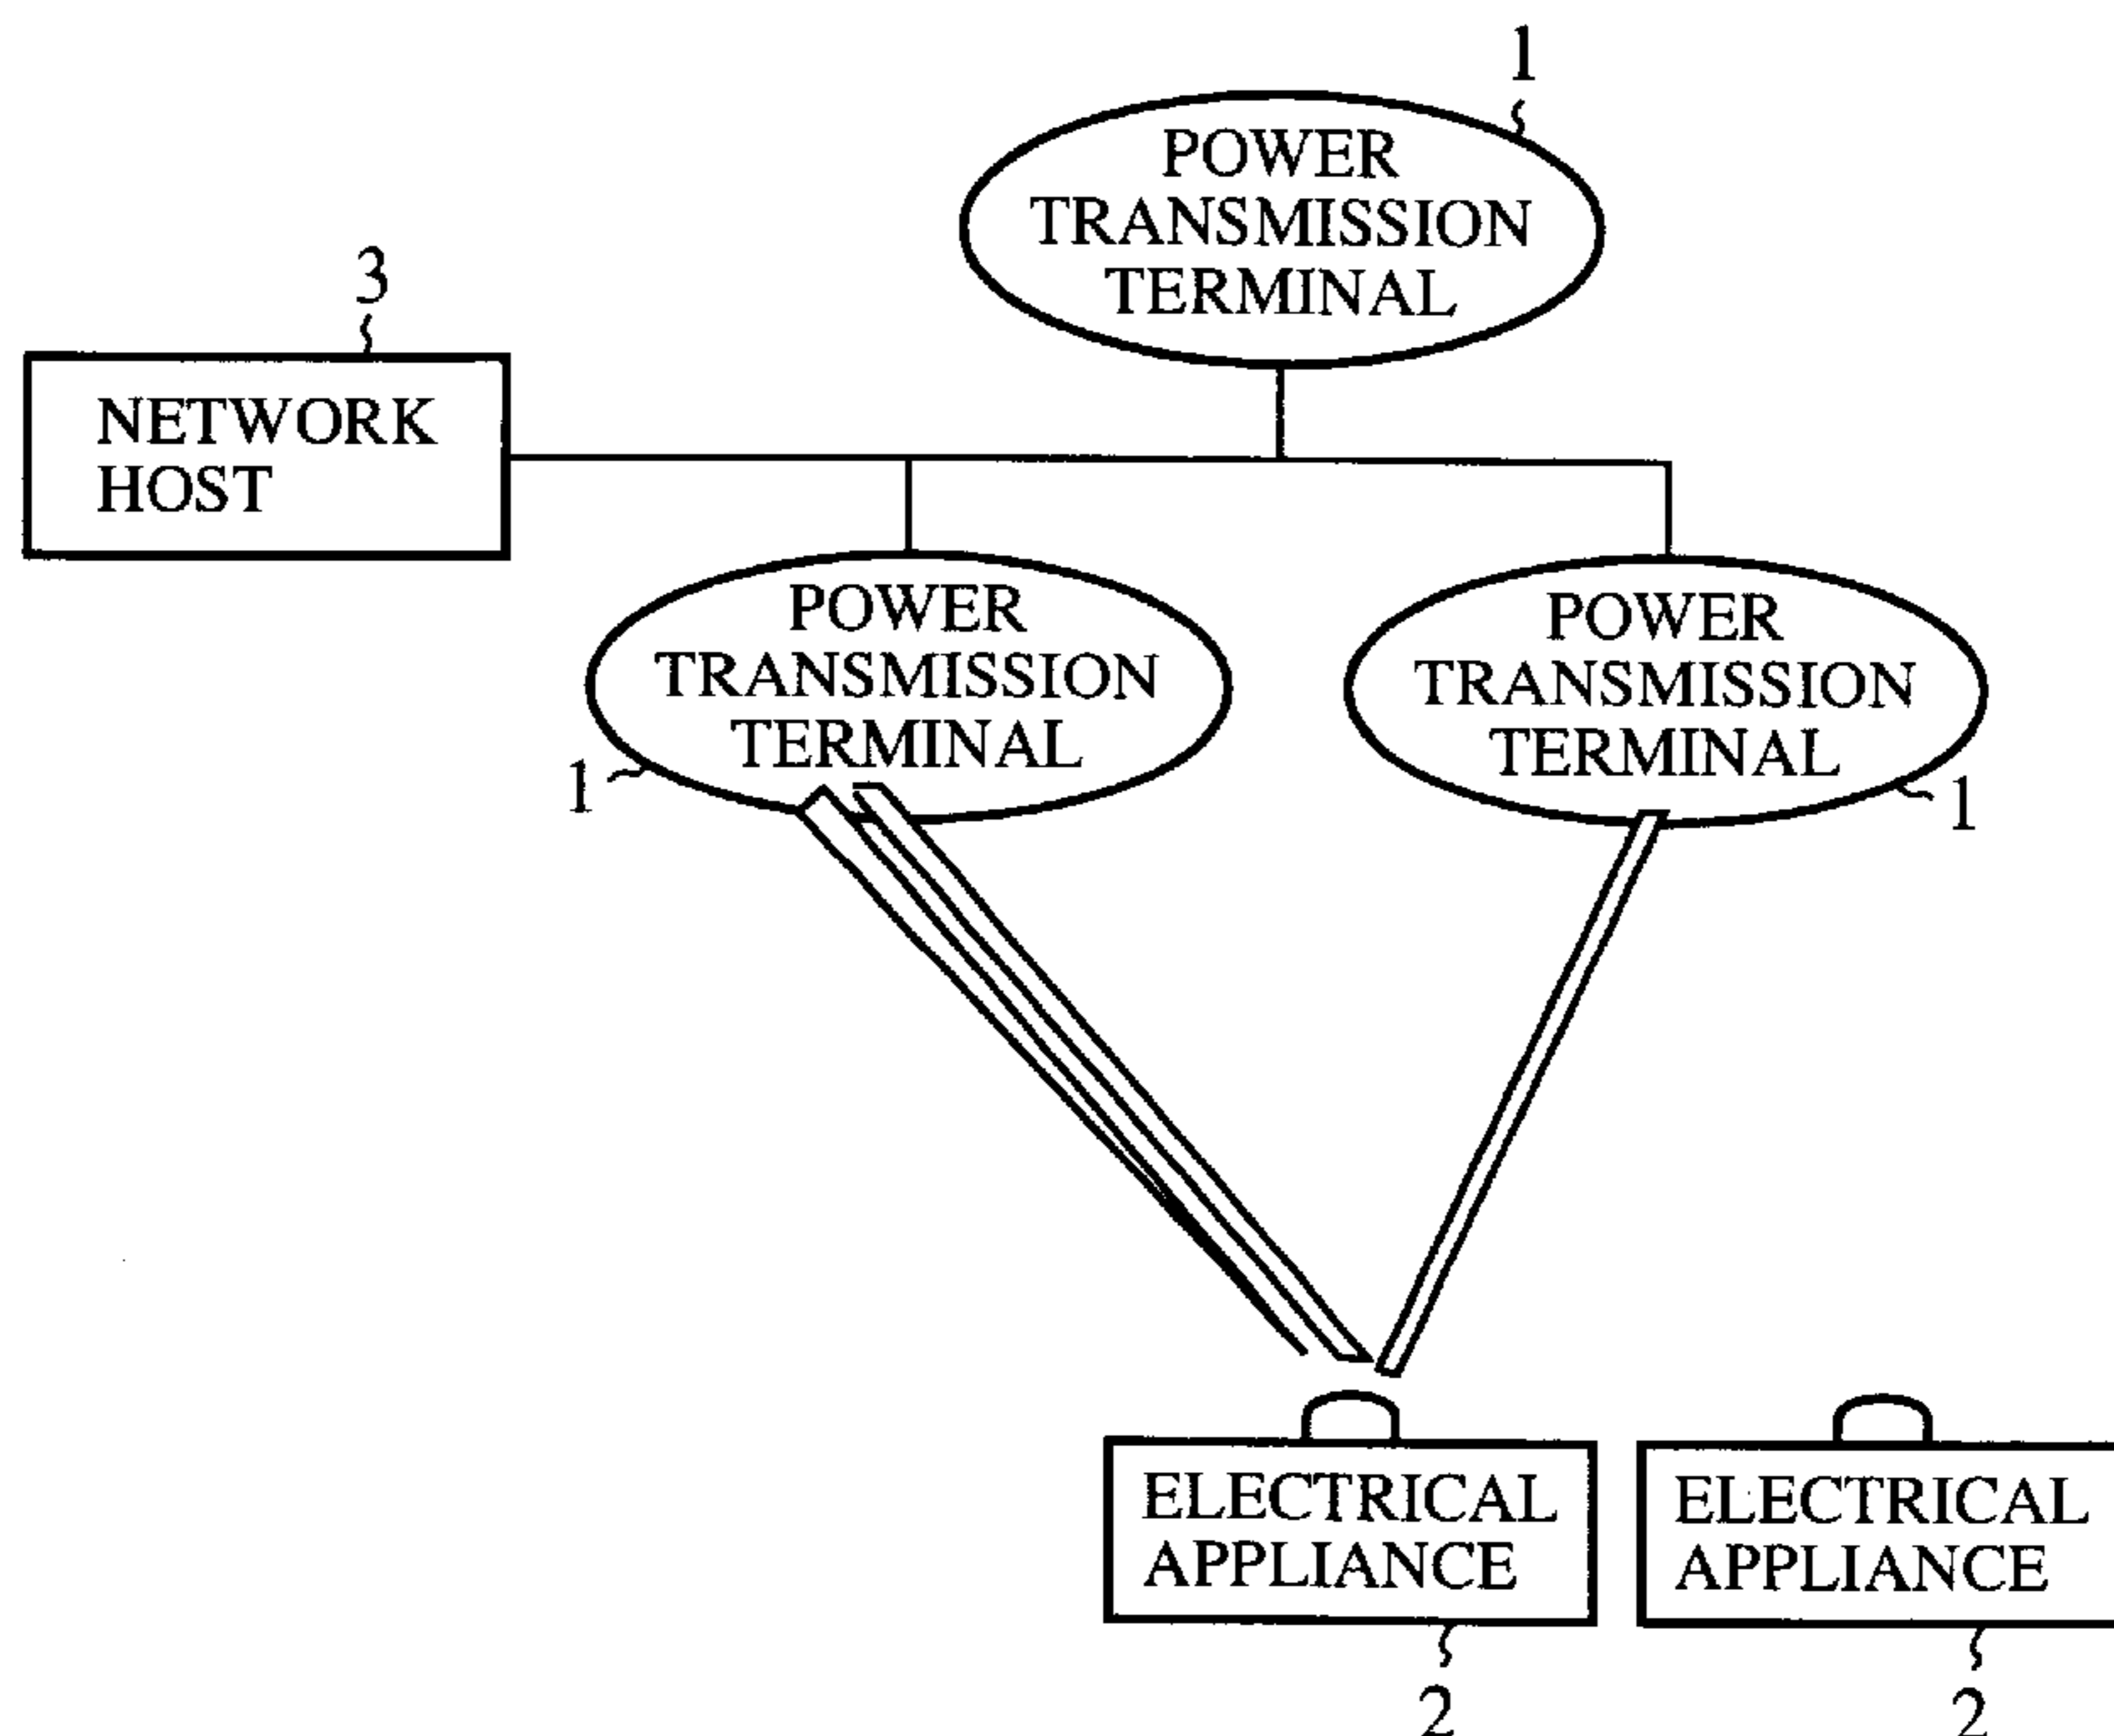 1
POWER
TRANSMISSION
TERMINAL
3
NETWORK
HOST
POWER
TRANSMISSION
TERMINAL
1
POWER
TRANSMISSION
TERMINAL
1
ELECTRICAL
APPLIANCE
2
ELECTRICAL
APPLIANCE
2